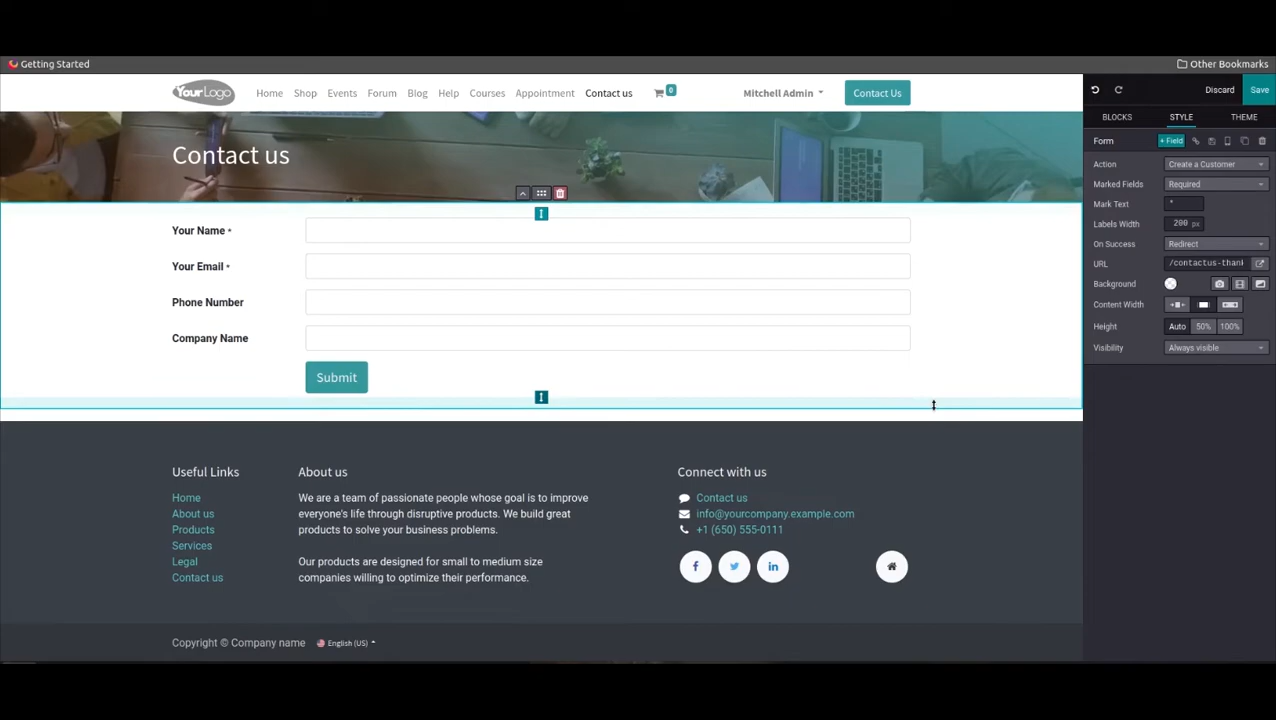 Getting Started
Other Bookmarks
YourLogo
Home Shop Events Forum Blog Help Courses Appointment Contact us 0 Mitchell Admin Contact Us
Discard Save
BLOCKS STYLE THEME
Contact us
Form + Field
Action Create a Customer
Marked Fields Required
Mark Text *
Labels Width 200 px
On Success Redirect
URL /contactus-thank
Background
Content Width
Height Auto 50% 100%
Visibility Always visible
Your Name *
Your Email *
Phone Number
Company Name
Submit
Useful Links
Home
About us
Products
Services
Legal
Contact us
About us
We are a team of passionate people whose goal is to improve
everyone's life through disruptive products. We build great
products to solve your business problems.
Our products are designed for small to medium size
companies willing to optimize their performance.
Connect with us
Contact us
info@yourcompany.example.com
+1 (650) 555-0111
Copyright © Company name English (US)